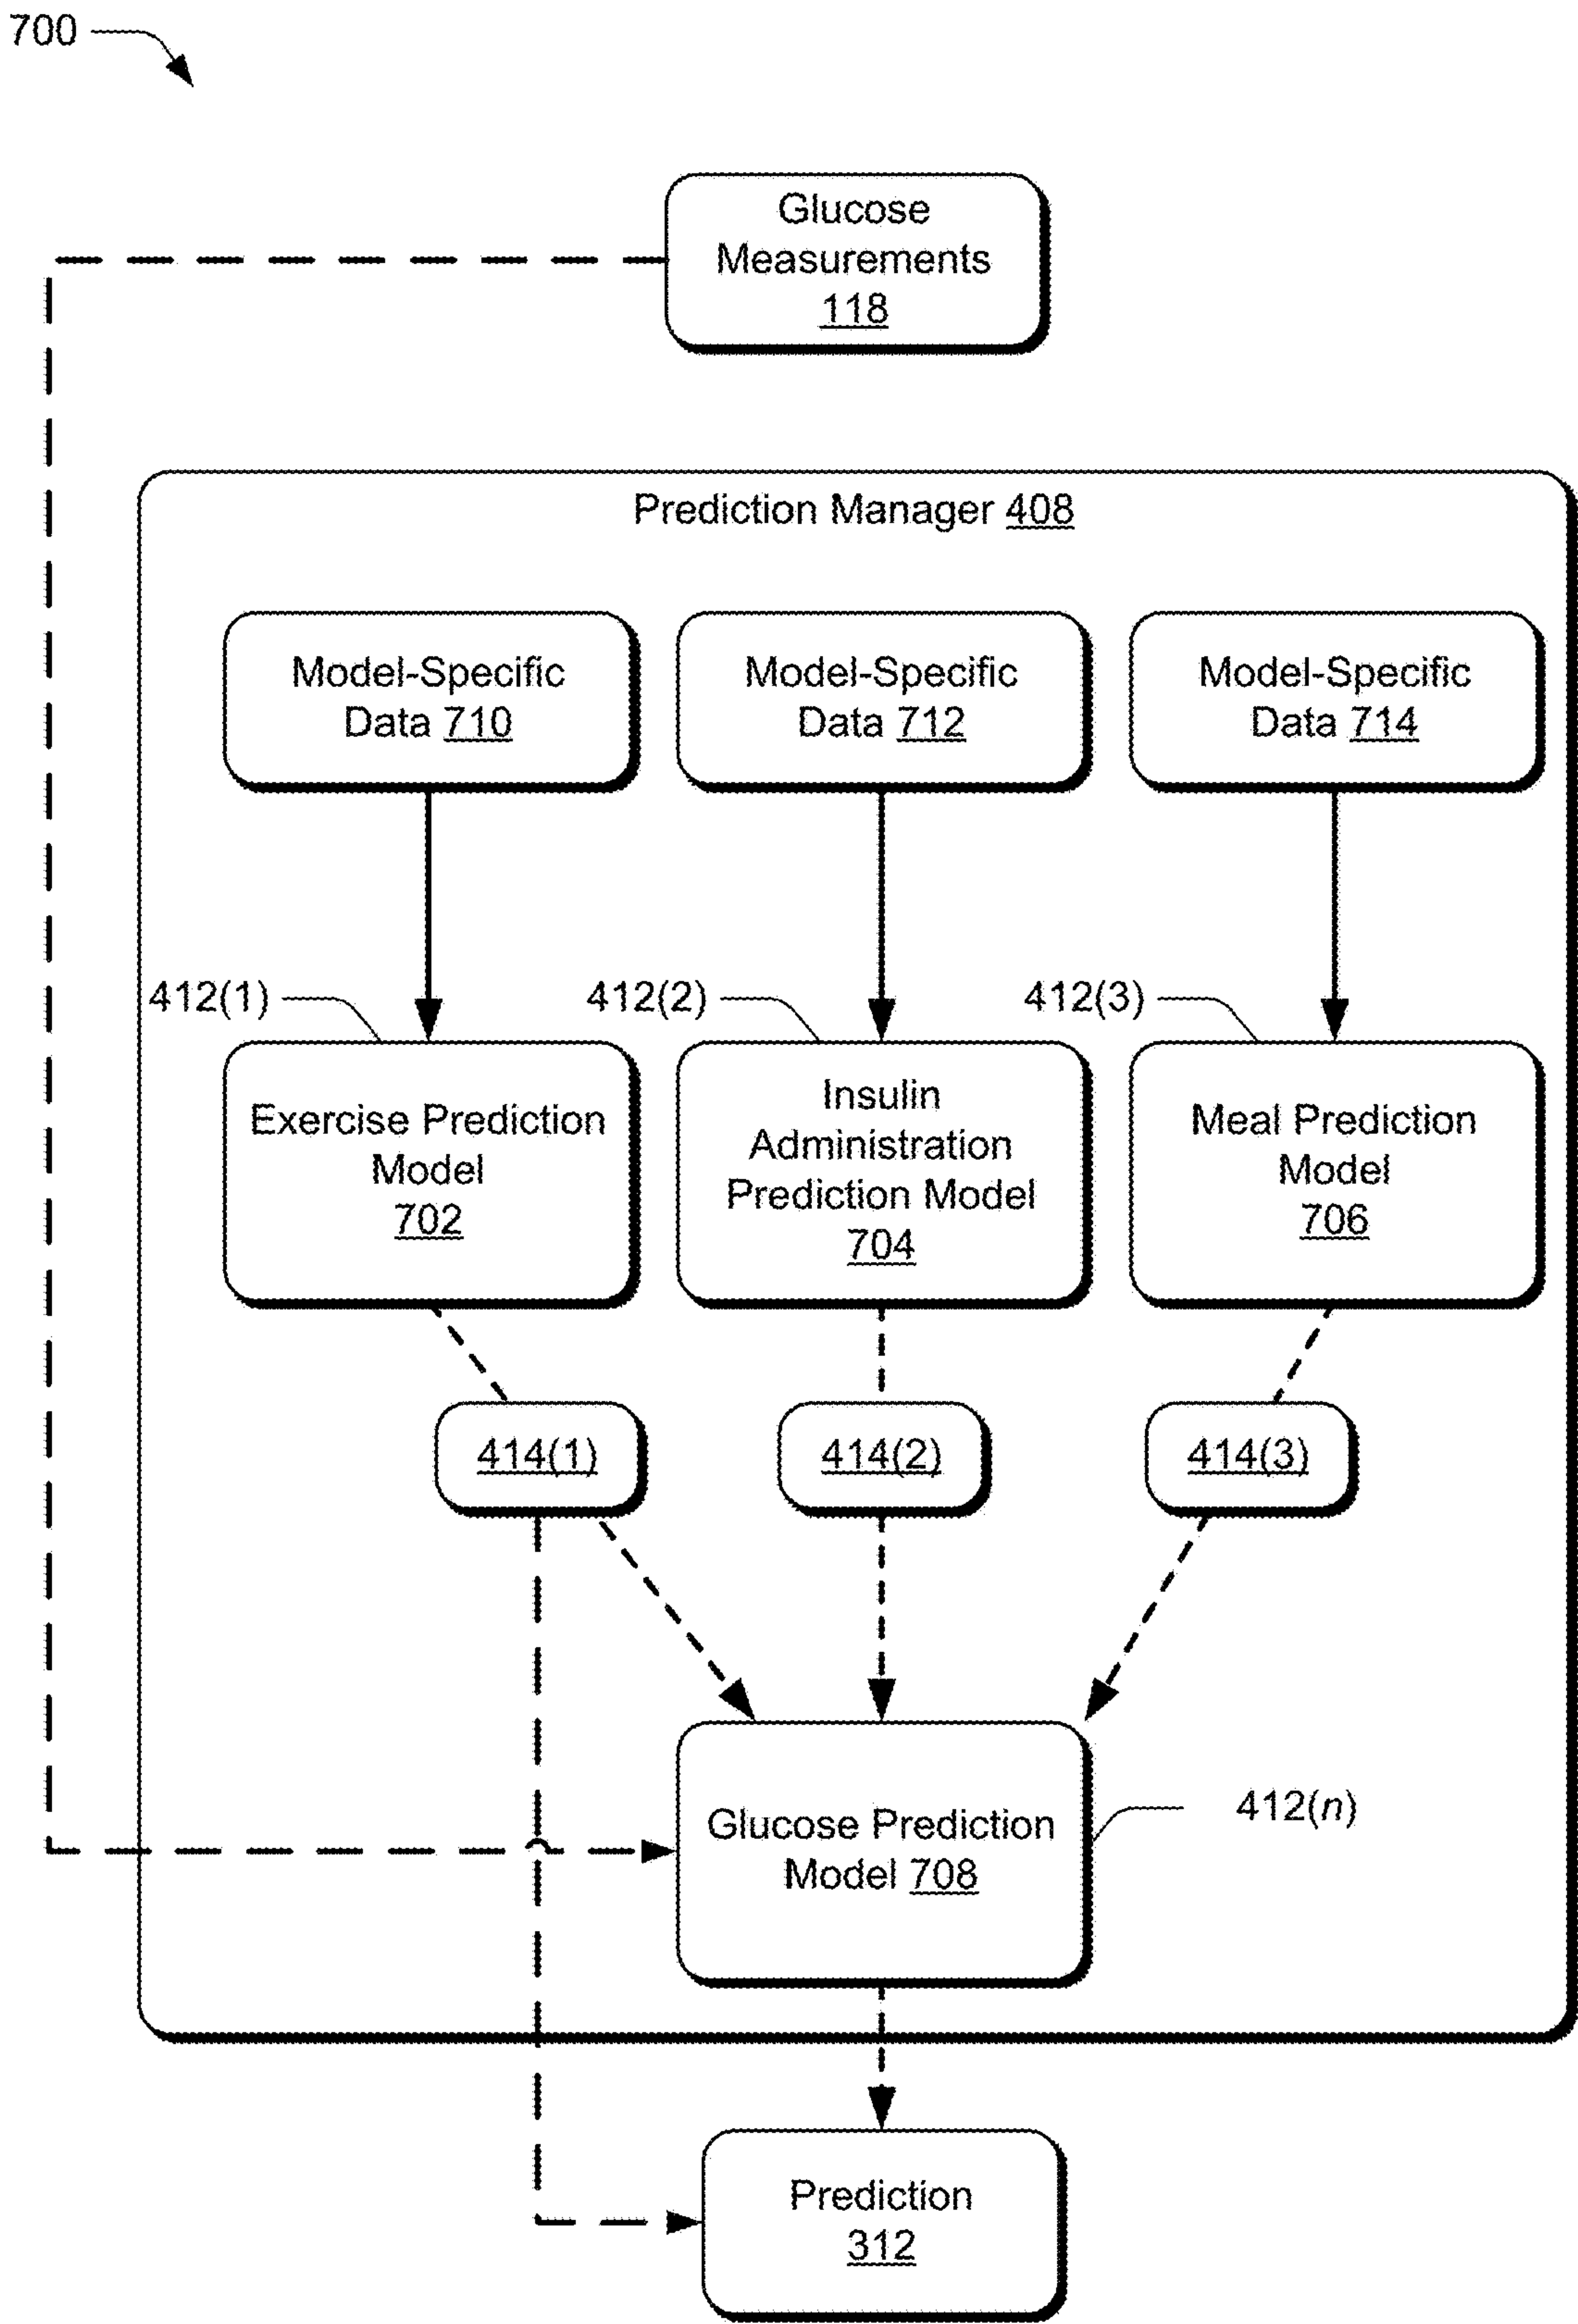 700
Glucose
Measurements
118
Prediction Manager 408
Model-Specific
Data 710
Model-Specific
Data 712
Model-Specific
Data 714
412(1)
412(2)
412(3)
Exercise Prediction
Model
702
Insulin
Administration
Prediction Model
704
Meal Prediction
Model
706
414(1)
414(2)
414(3)
Glucose Prediction
Model 708
412(n)
Prediction
312